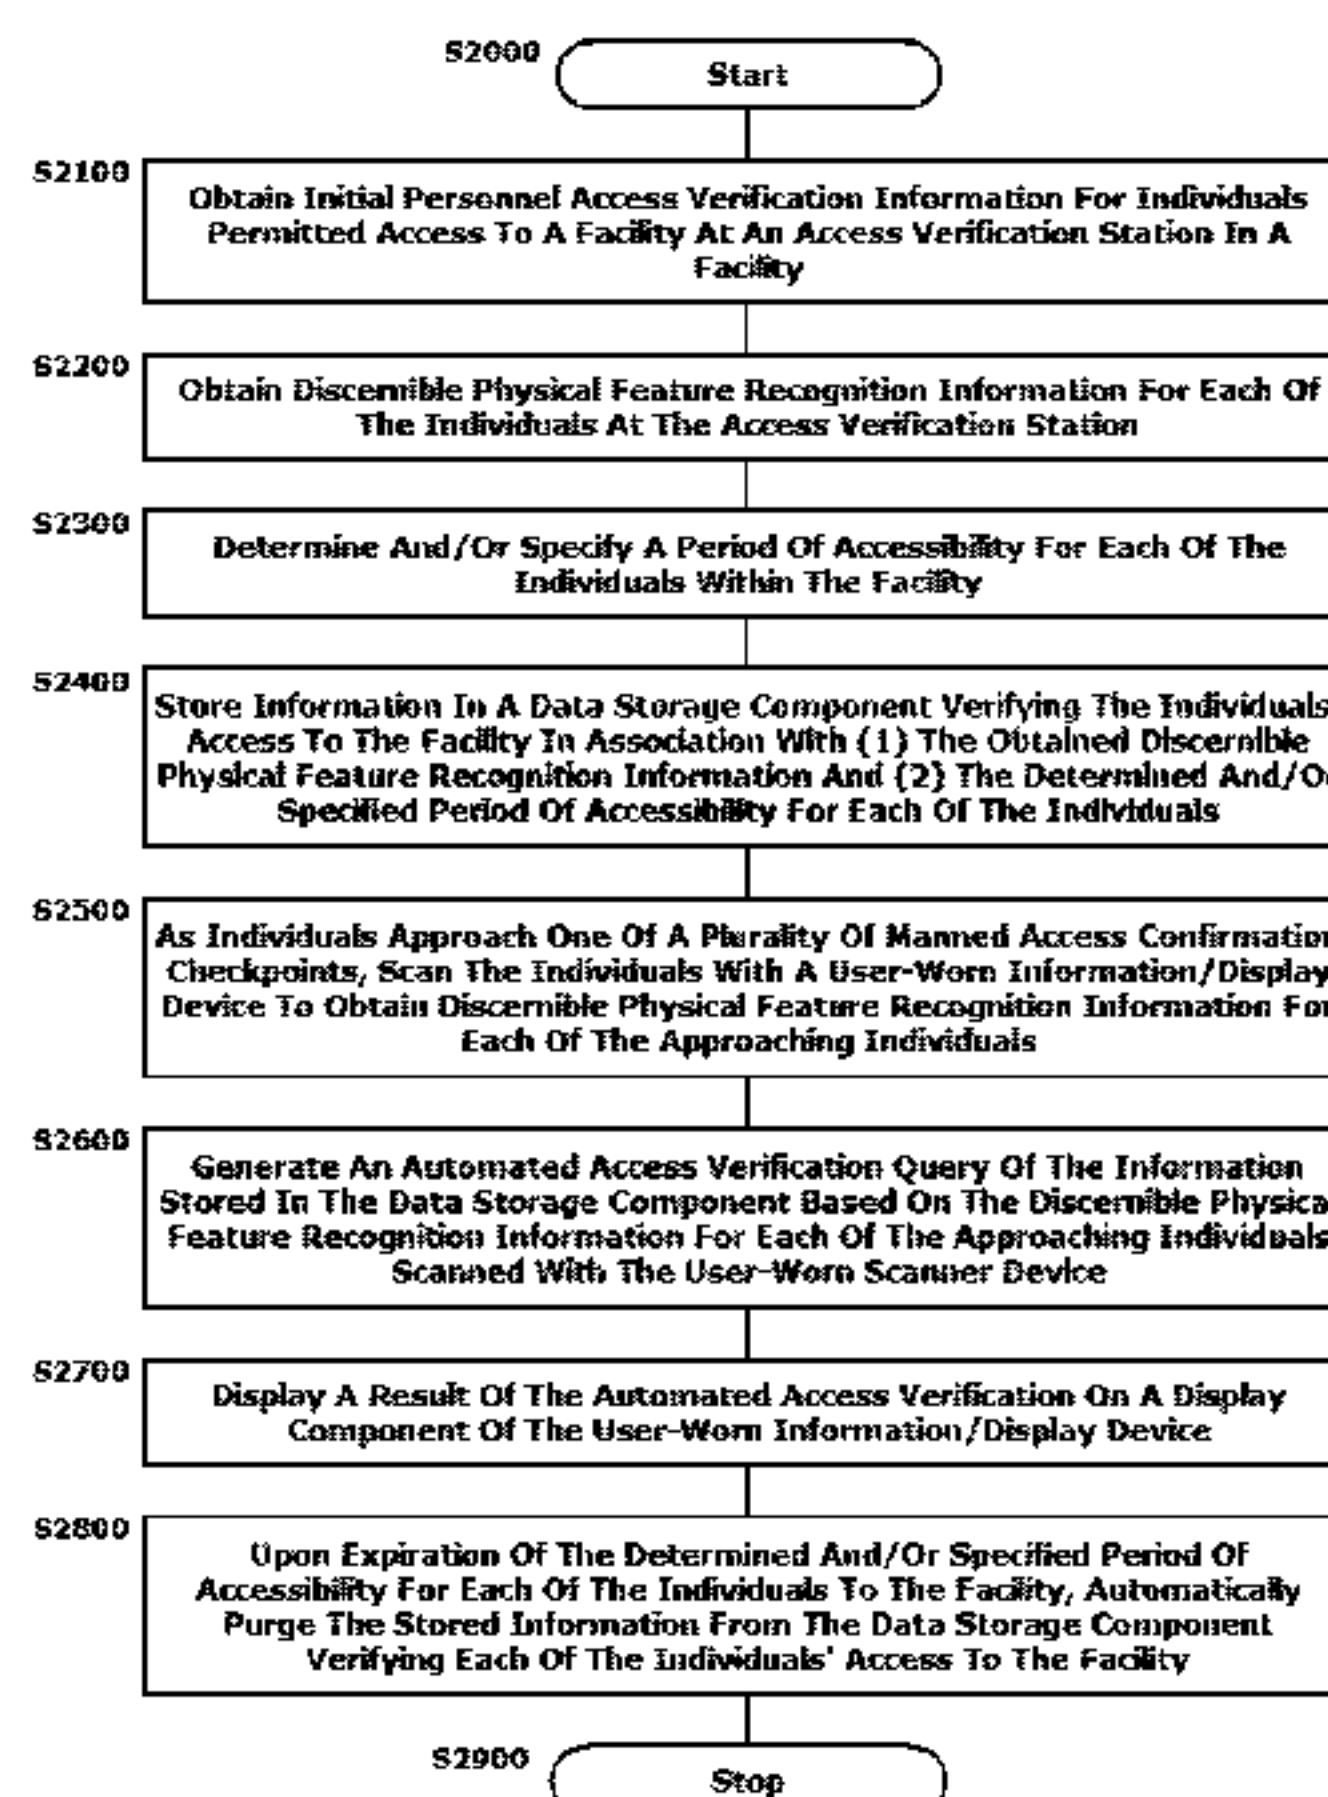 S2000
Start
S2100
Obtain Initial Personnel Access Verification Information For Individuals
Permitted Access To A Facility At An Access Verification Station In A
Facility
S2200
Obtain Discernible Physical Feature Recognition Information For Each Of
The Individuals At The Access Verification Station
S2300
Determine And/Or Specify A Period Of Accessibility For Each Of The
Individuals Within The Facility
S2400
Store Information In A Data Storage Component Verifying The Individuals
Access To The Facility In Association With (1) The Obtained Discernible
Physical Feature Recognition Information And (2) The Determined And/Or
Specified Period Of Accessibility For Each Of The Individuals
S2500
As Individuals Approach One Of A Plurality Of Manned Access Confirmation
Checkpoints, Scan The Individuals With A User-Worn Information/Display
Device To Obtain Discernible Physical Feature Recognition Information For
Each Of The Approaching Individuals
S2600
Generate An Automated Access Verification Query Of The Information
Stored In The Data Storage Component Based On The Discernible Physica
Feature Recognition Information For Each Of The Approaching Individuals
Scanned With The User-Worn Scanner Device
S2700
Display A Result Of The Automated Access Verification On A Display
Component Of The User-Worn Information/Display Device
S2800
Upon Expiration Of The Determined And/Or Specified Period Of
Accessibility For Each Of The Individuals To The Facility, Automatically
Purge The Stored Information From The Data Storage Component
Verifying Each Of The Individuals' Access To The Facility
S2900
Stop